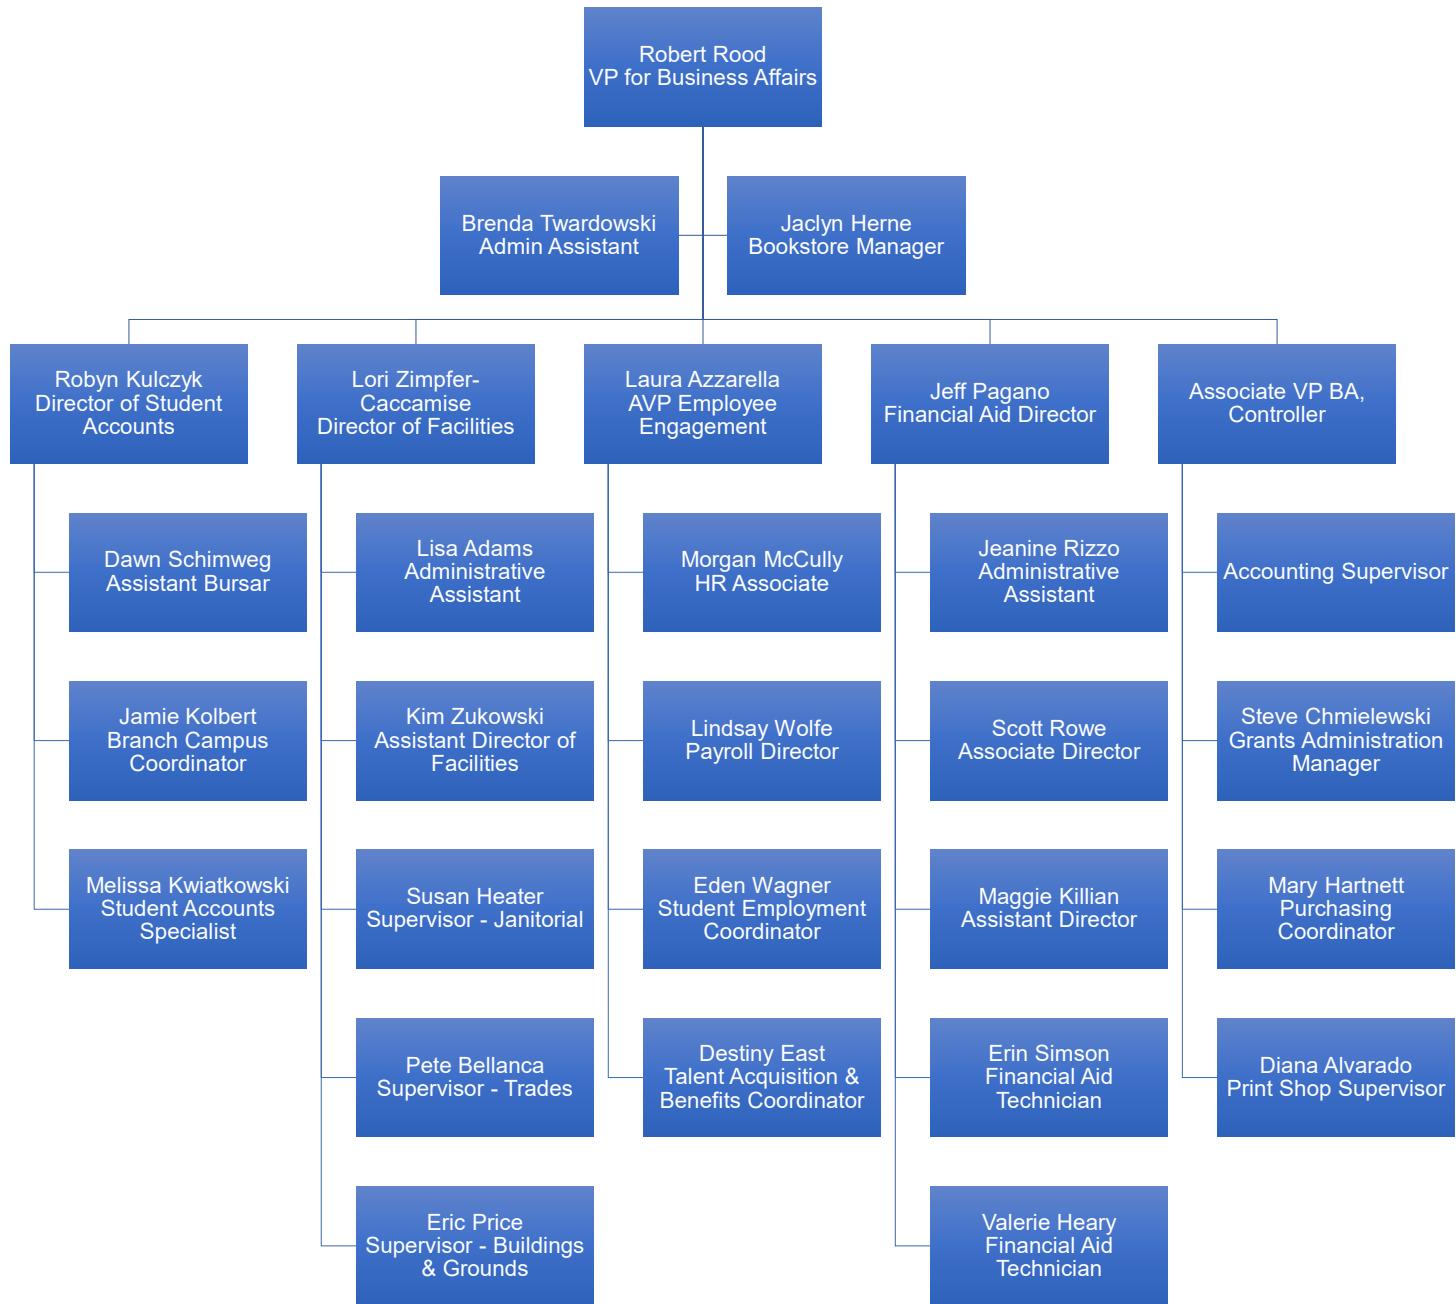 Robert Rood
VP for Business Affairs
Brenda Twardowski
Admin Assistant
Jaclyn Herne
Bookstore Manager
Robyn Kulczyk
Director of Student
Accounts
Lori Zimpfer-
Caccamise
Director of Facilities
Laura Azzarella
AVP Employee
Engagement
Jeff Pagano
Financial Aid Director
Associate VP BA,
Controller
Dawn Schimweg
Assistant Bursar
Lisa Adams
Administrative
Assistant
Morgan McCully
HR Associate
Jeanine Rizzo
Administrative
Assistant
Accounting Supervisor
Jamie Kolbert
Branch Campus
Coordinator
Kim Zukowski
Assistant Director of
Facilities
Lindsay Wolfe
Payroll Director
Scott Rowe
Associate Director
Steve Chmielewski
Grants Administration
Manager
Melissa Kwiatkowski
Student Accounts
Specialist
Susan Heater
Supervisor - Janitorial
Eden Wagner
Student Employment
Coordinator
Maggie Killian
Assistant Director
Mary Hartnett
Purchasing
Coordinator
Pete Bellanca
Supervisor - Trades
Destiny East
Talent Acquisition &
Benefits Coordinator
Erin Simson
Financial Aid
Technician
Diana Alvarado
Print Shop Supervisor
Eric Price
Supervisor - Buildings
& Grounds
Valerie Heary
Financial Aid
Technician